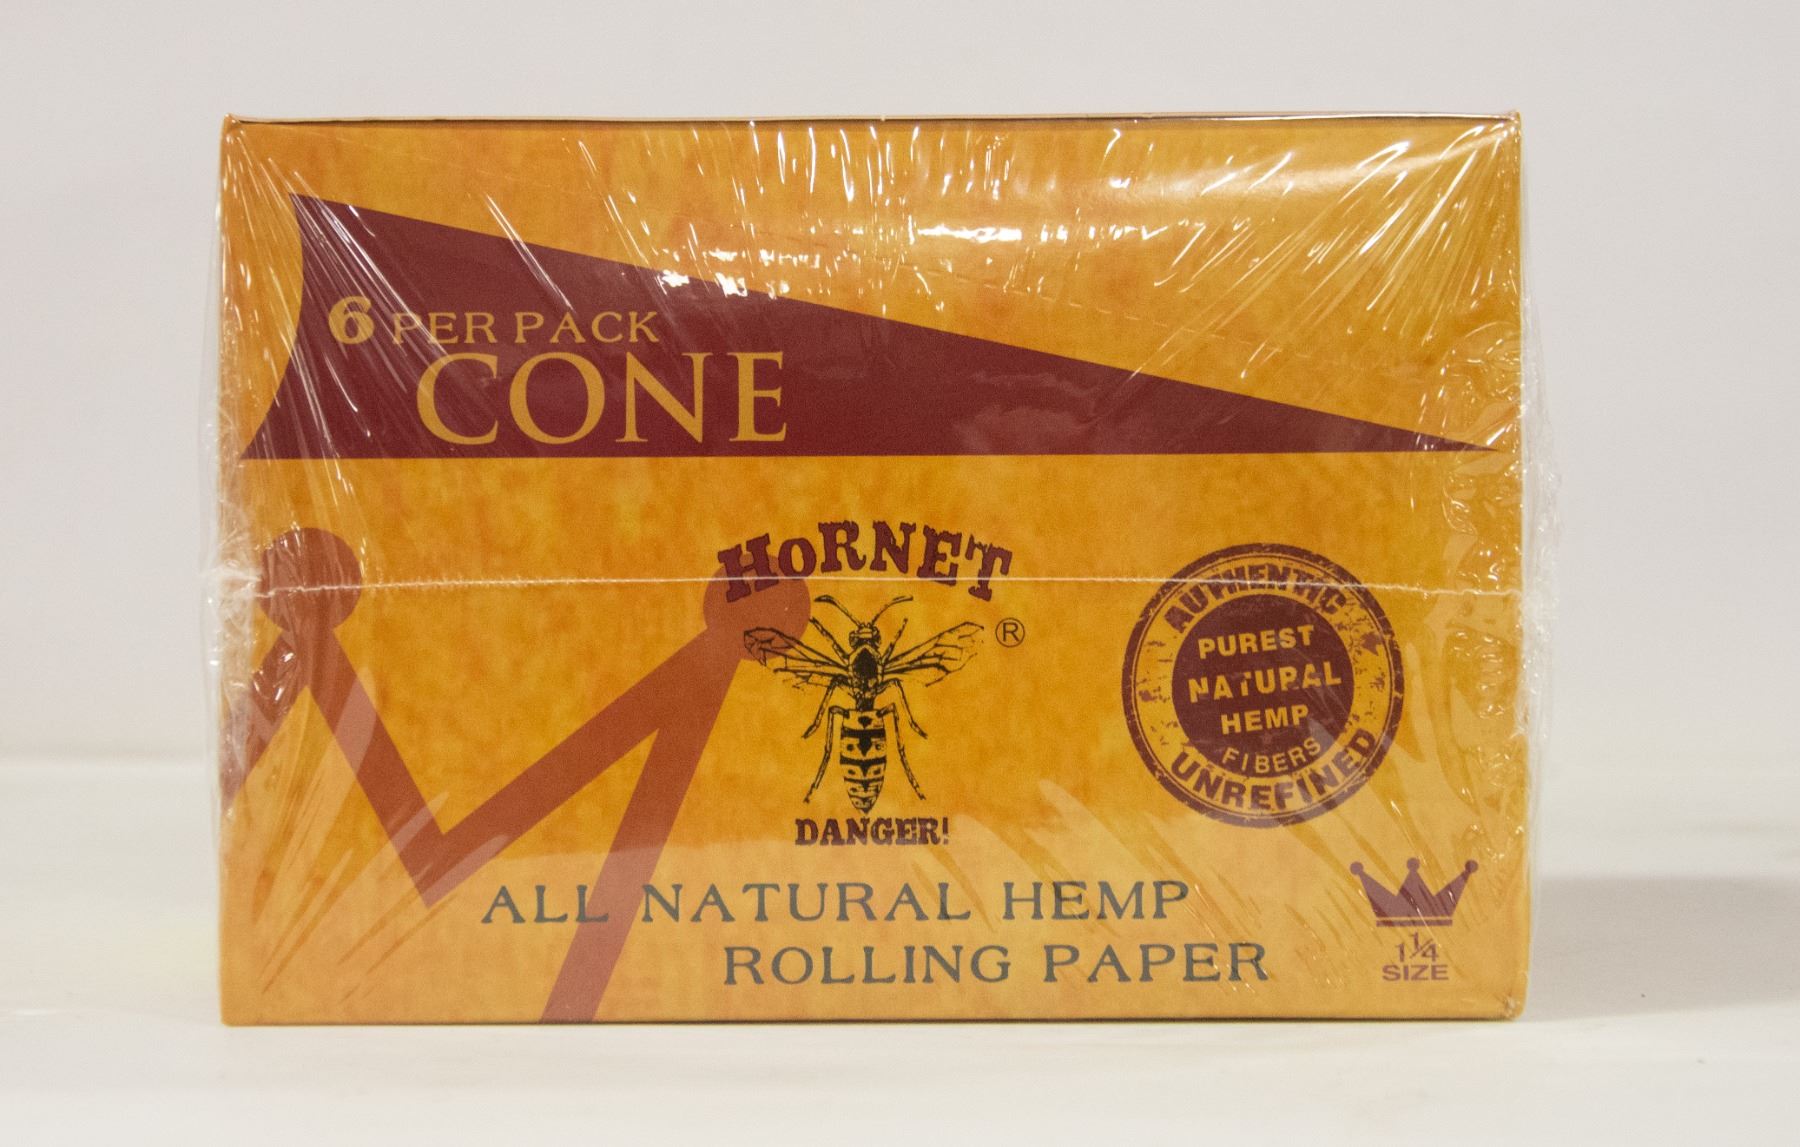 6 PER PACK
CONE
HORNET
®
DANGER!
AUTHENTIC
PUREST
NATURAL
HEMP
FIBERS
UNREFINED
ALL NATURAL HEMP
ROLLING PAPER
1¼
SIZE